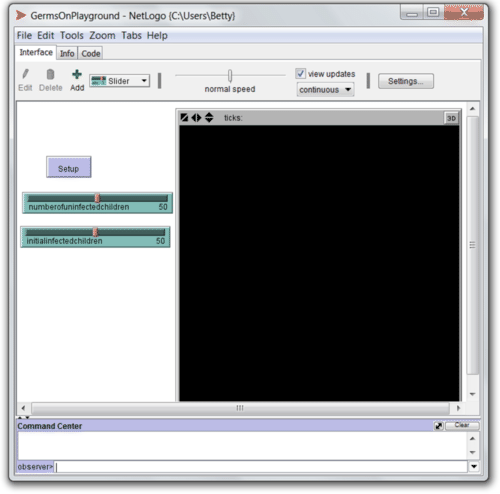 GermsOnPlayground - NetLogo {C:\Users\Betty}
File Edit Tools Zoom Tabs Help
Interface Info Code
Edit Delete Add Slider normal speed view updates continuous Settings...
ticks: 3D
Setup
numberofuninfectedchildren 50
initialinfectedchildren 50
Command Center Clear
observer>